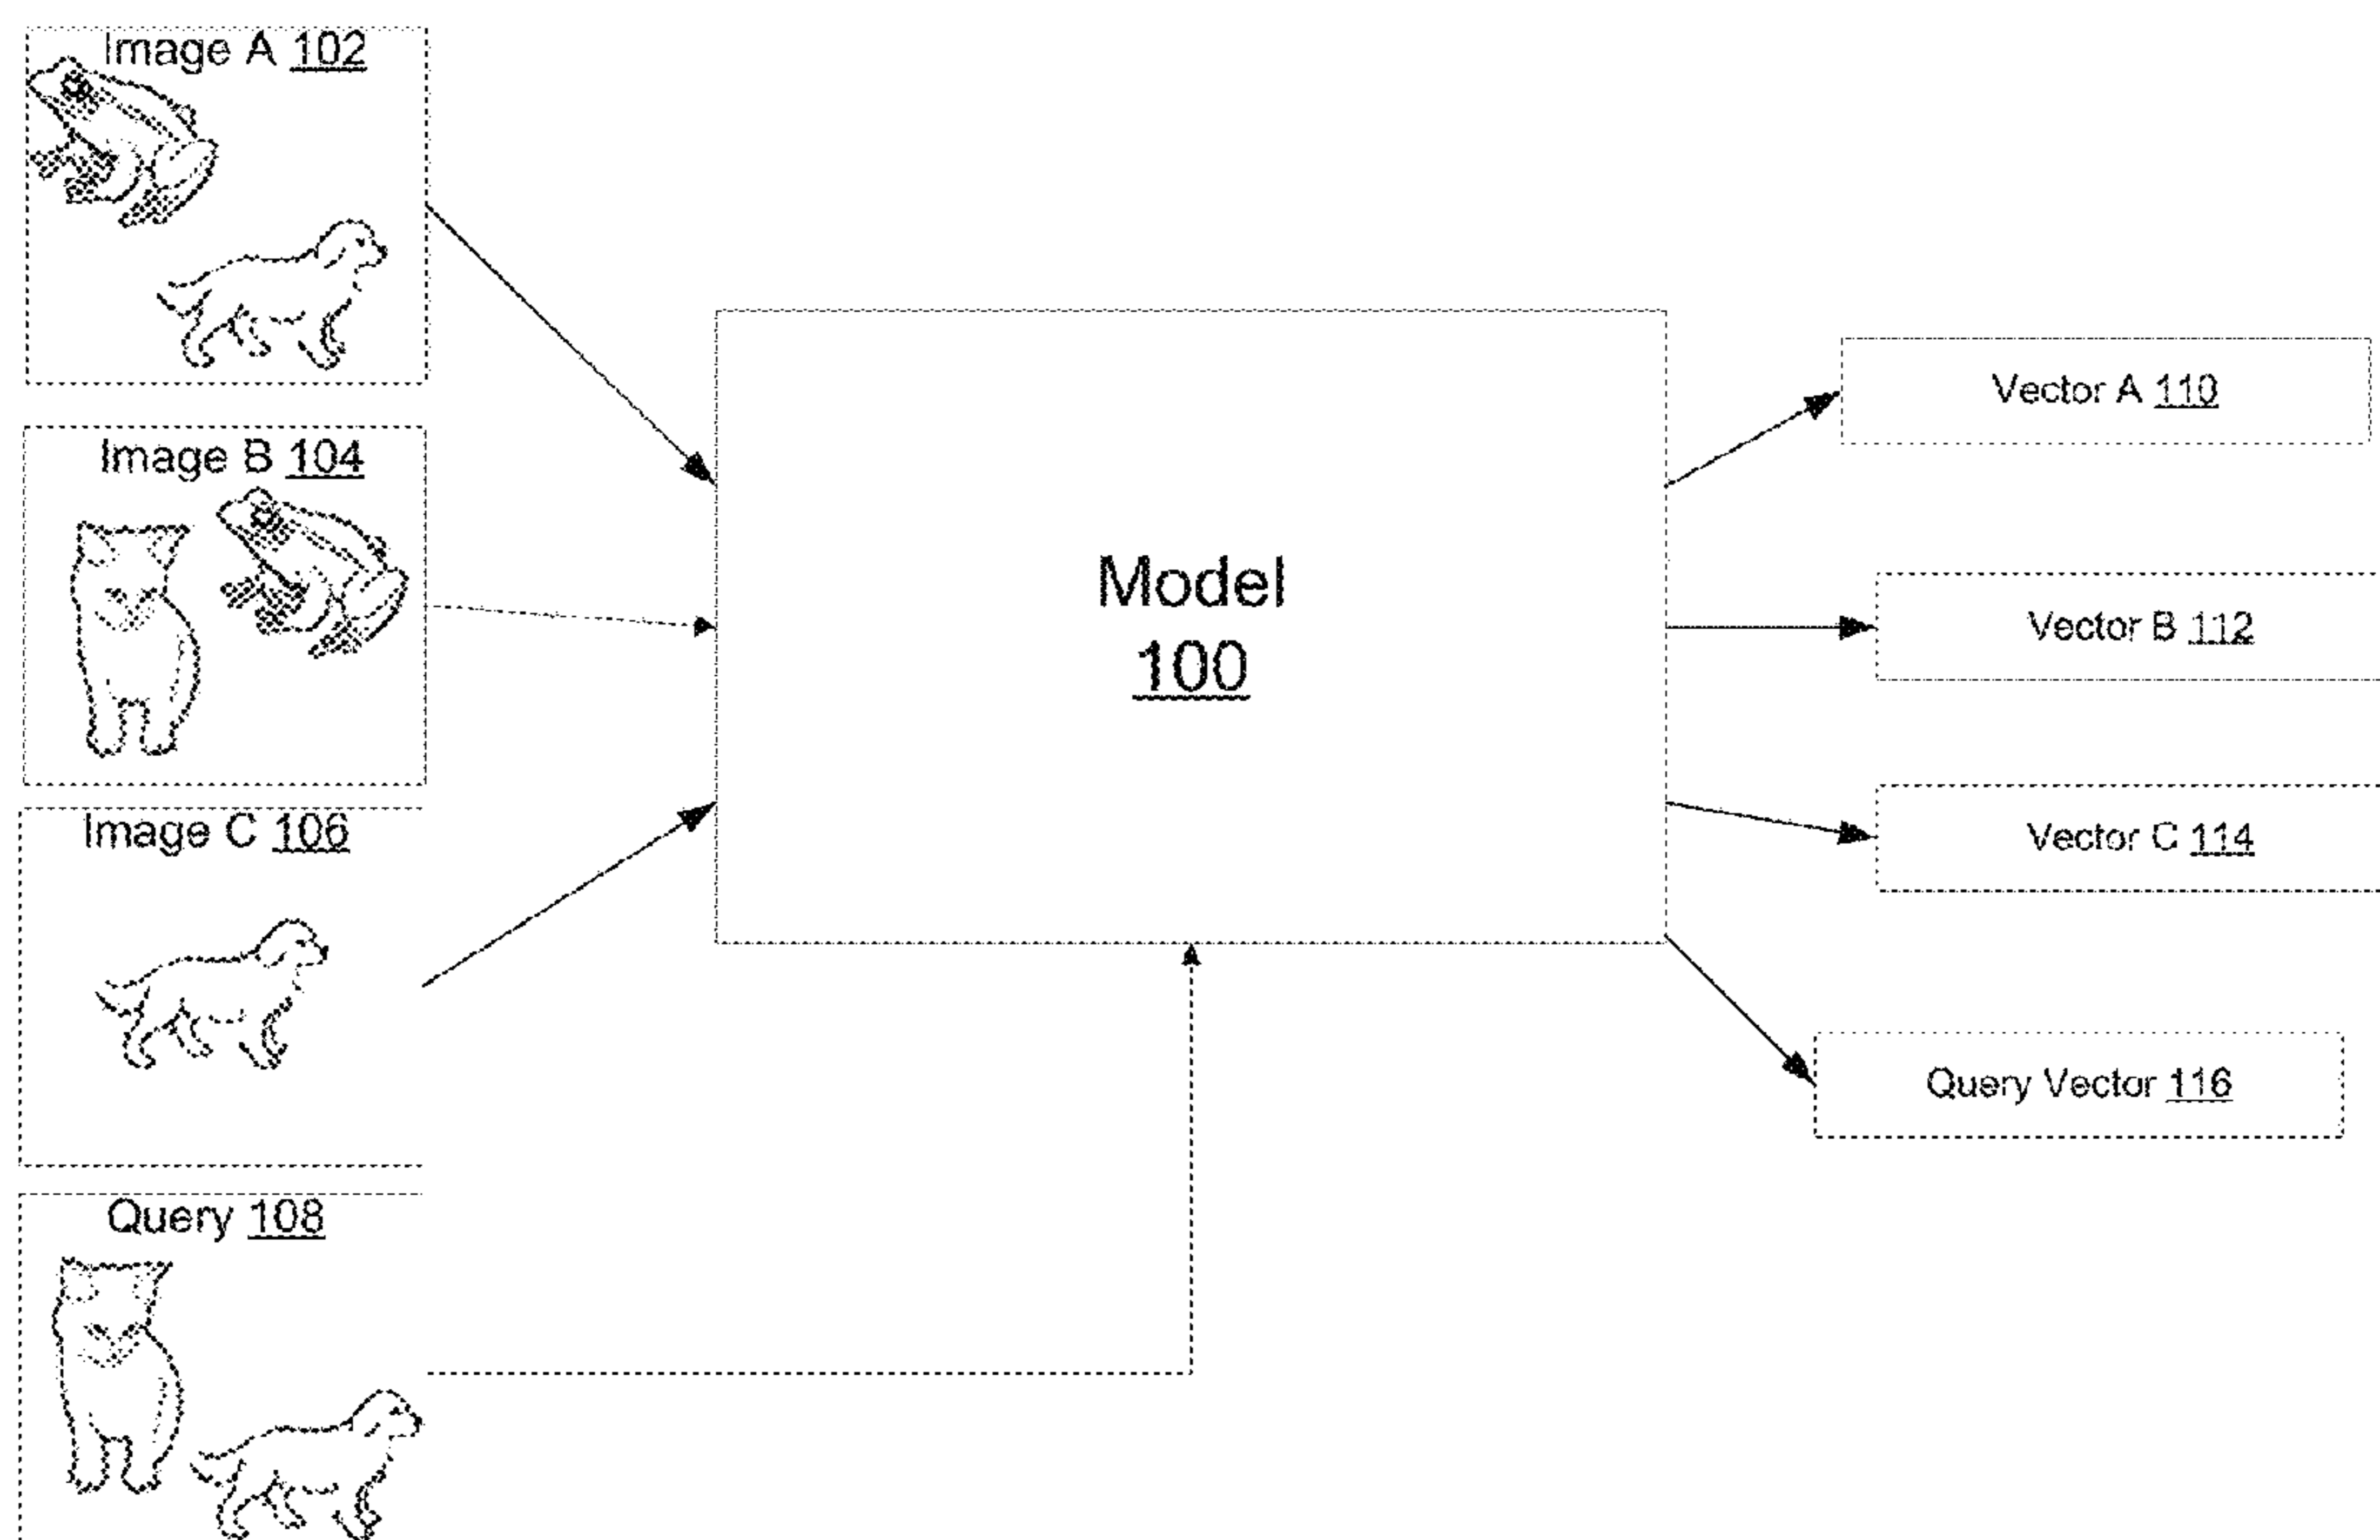 Image A 102
Image B 104
Image C 106
Query 108
Model
100
Vector A 110
Vector B 112
Vector C 114
Query Vector 116